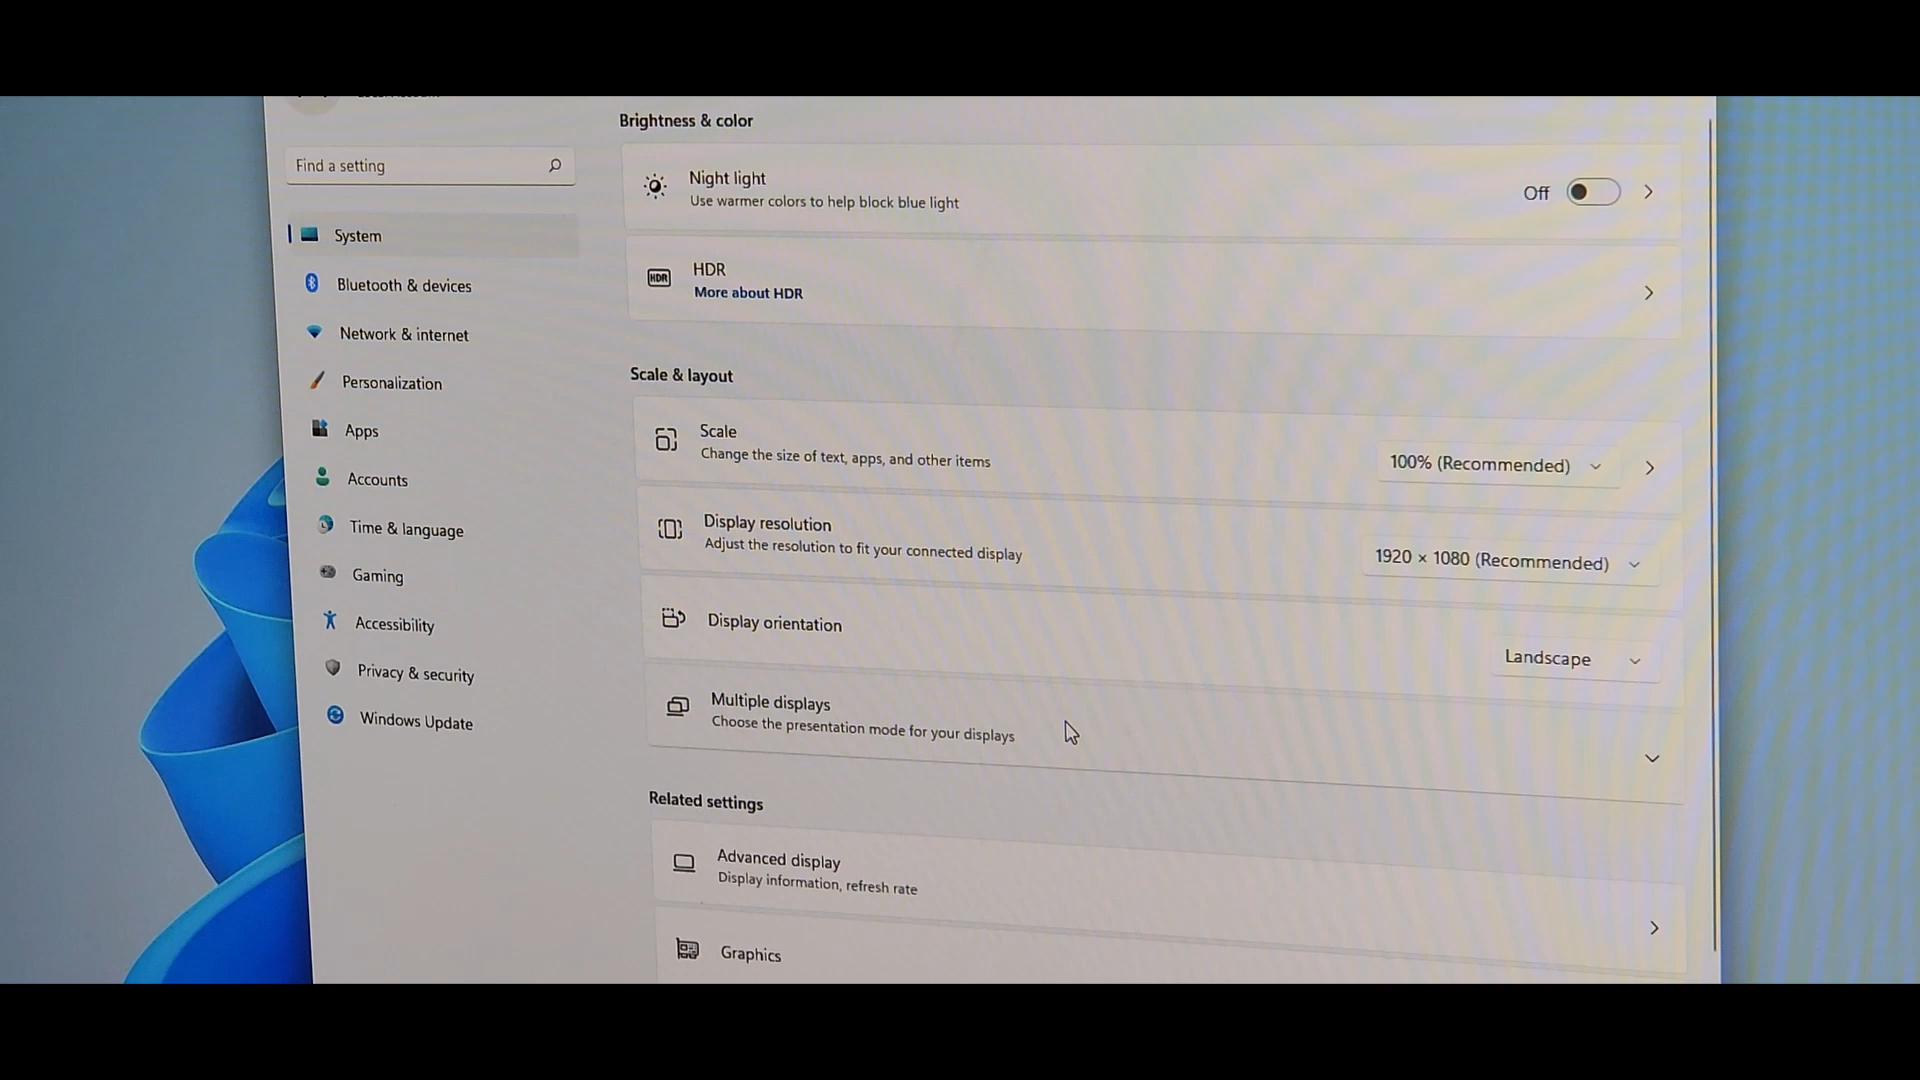 Brightness & color
Find a setting
Night light
Use warmer colors to help block blue light
Off
System
HDR
HDR
More about HDR
Bluetooth & devices
Network & internet
Personalization
Apps
Accounts
Time & language
Gaming
Accessibility
Privacy & security
Windows Update
Scale & layout
Scale
Change the size of text, apps, and other items
100% (Recommended)
Display resolution
Adjust the resolution to fit your connected display
1920 × 1080 (Recommended)
Display orientation
Landscape
Multiple displays
Choose the presentation mode for your displays
Related settings
Advanced display
Display information, refresh rate
Graphics